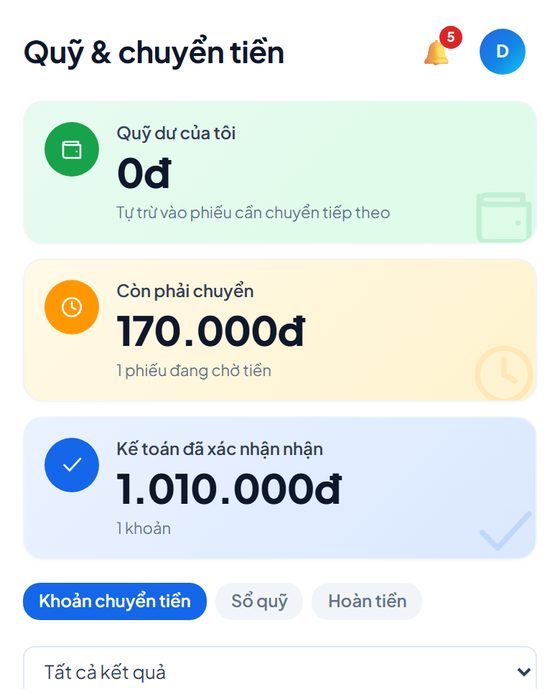 Quỹ & chuyển tiền
5
D
Quỹ dư của tôi
0đ
Tự trừ vào phiếu cần chuyển tiếp theo
Còn phải chuyển
170.000đ
1 phiếu đang chờ tiền
Kế toán đã xác nhận nhận
1.010.000đ
1 khoản
Khoản chuyển tiền
Sổ quỹ
Hoàn tiền
Tất cả kết quả